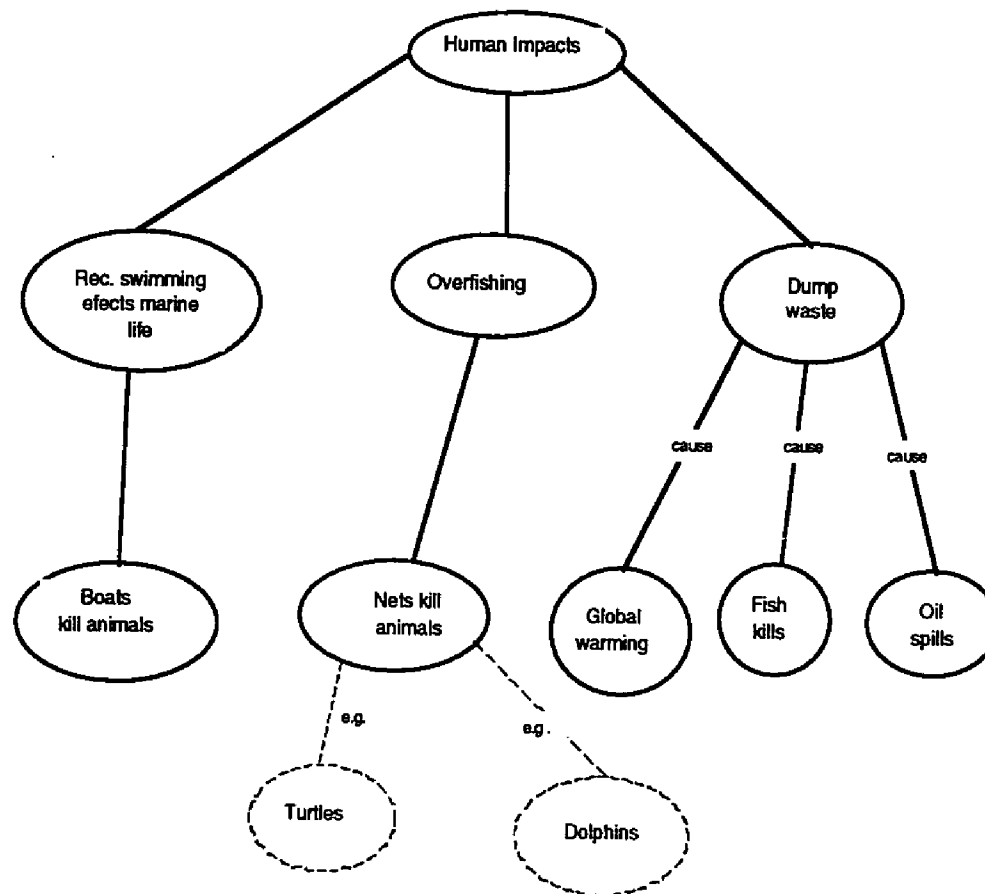 Human Impacts
Rec. swimming
efects marine
life
Overfishing
Dump
waste
cause
cause
cause
Boats
kill animals
Nets kill
animals
Global
warming
Fish
kills
Oil
spills
e.g.
e.g.
Turtles
Dolphins